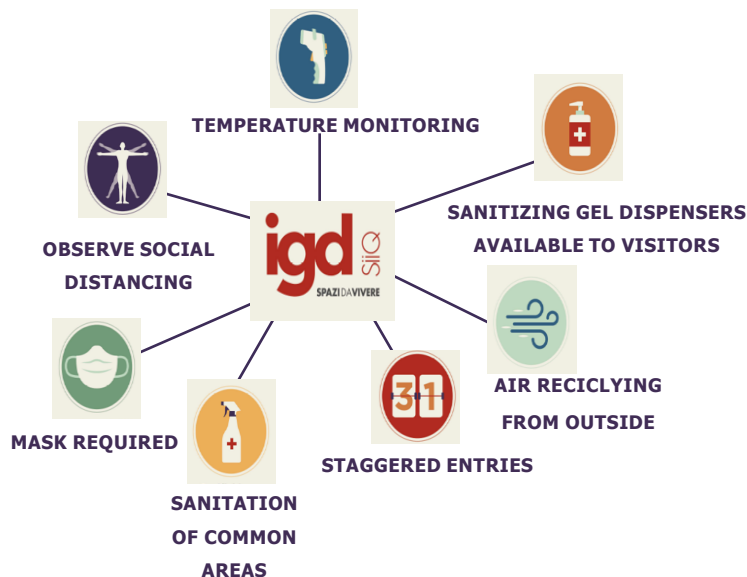 TEMPERATURE MONITORING
SANITIZING GEL DISPENSERS
AVAILABLE TO VISITORS
OBSERVE SOCIAL
DISTANCING
igd SIIQ
SPAZI DA VIVERE
AIR RECICLYING
FROM OUTSIDE
31
MASK REQUIRED
STAGGERED ENTRIES
SANITATION
OF COMMON
AREAS